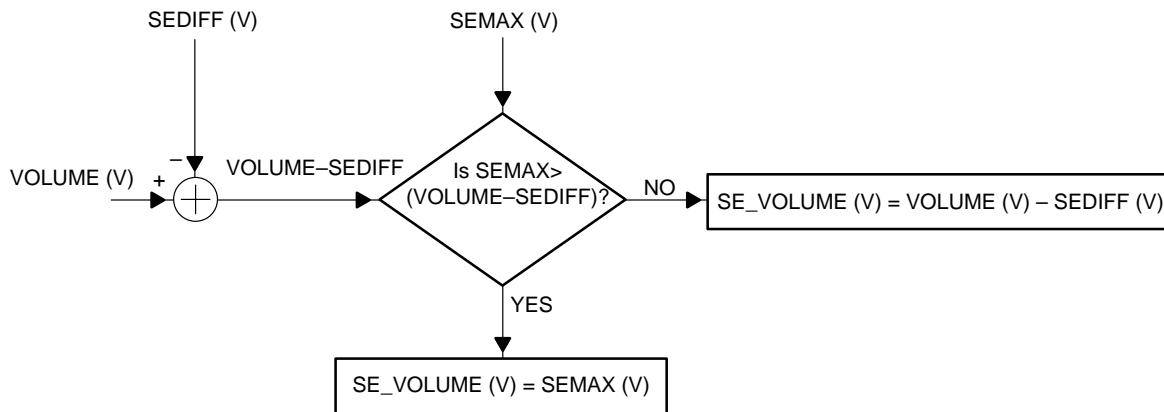 SEDIFF (V)
SEMAX (V)
–
VOLUME (V)
+
VOLUME–SEDIFF
Is SEMAX>
(VOLUME–SEDIFF)?
NO
SE_VOLUME (V) = VOLUME (V) – SEDIFF (V)
YES
SE_VOLUME (V) = SEMAX (V)